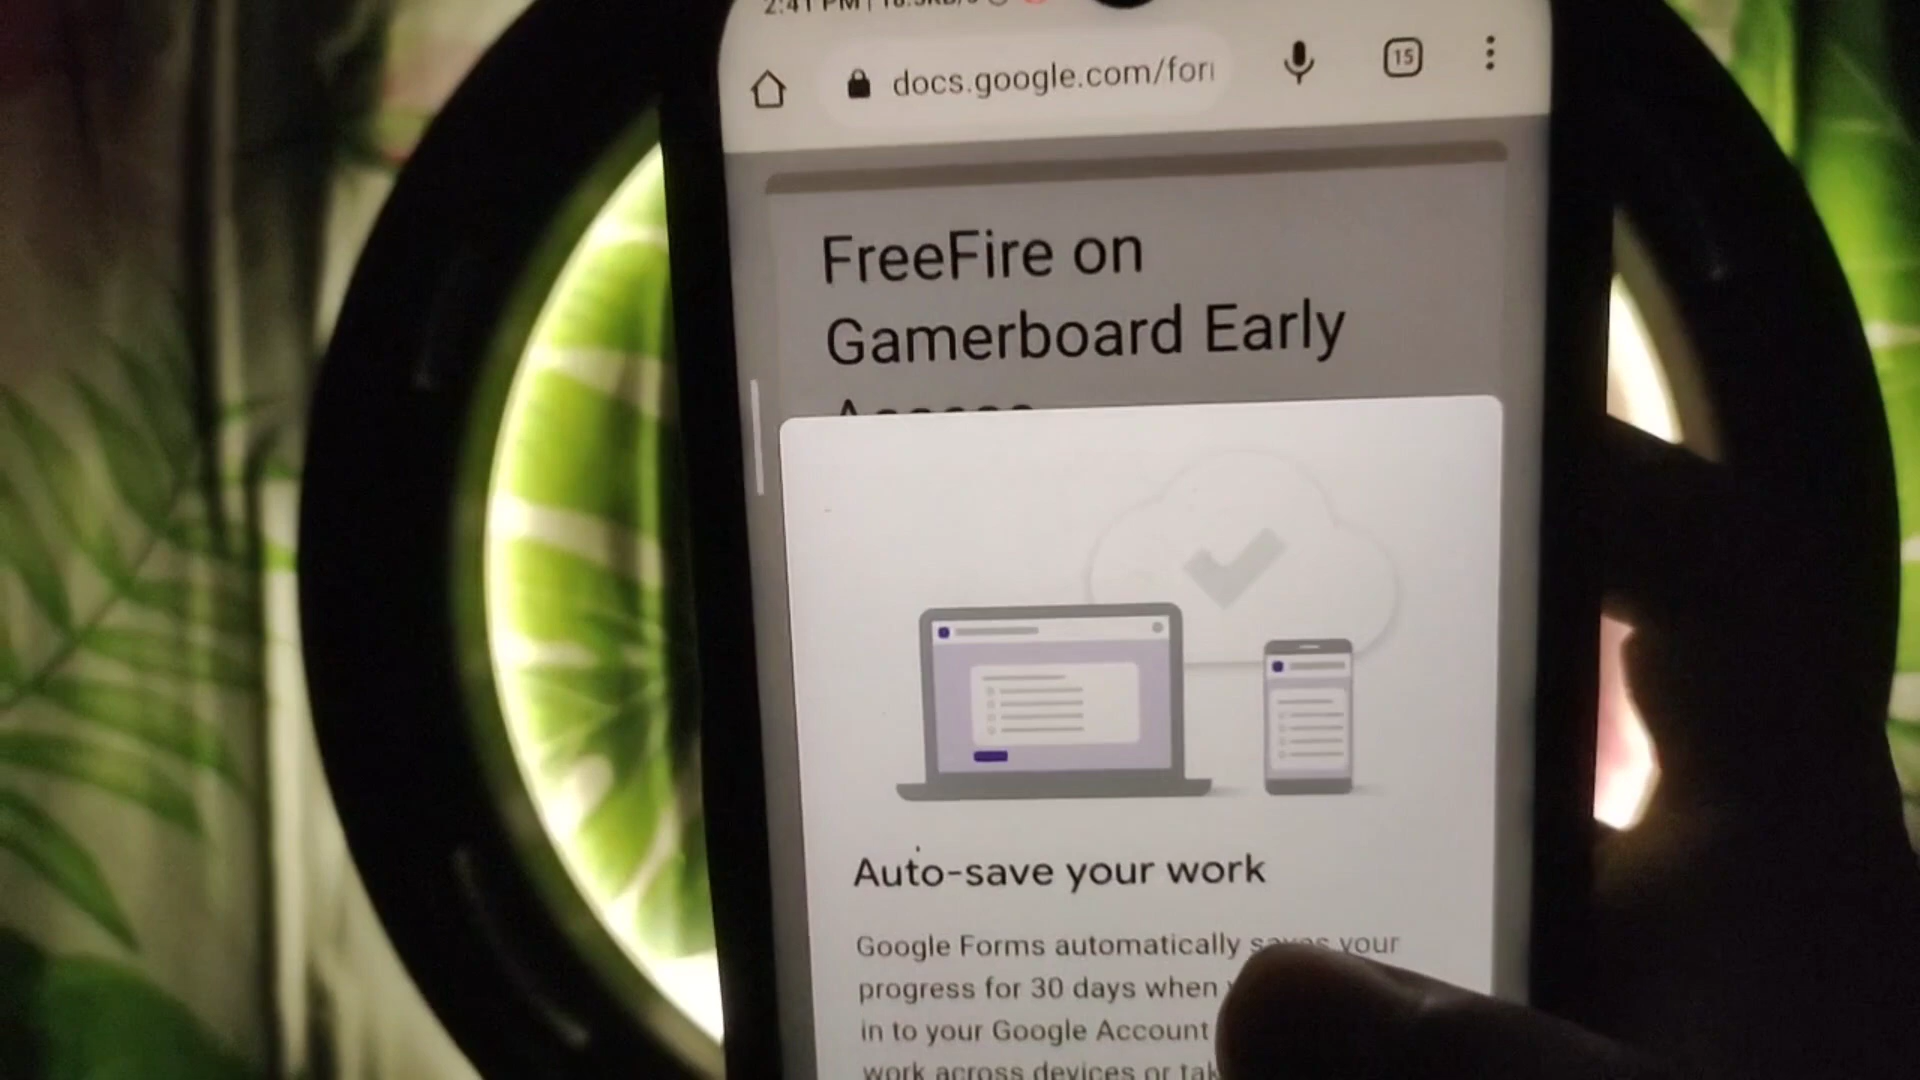 2:41 PM
15
docs.google.com/for
FreeFire on
Gamerboard Early
Auto-save your work
Google Forms automatically saves your
progress for 30 days when
in to your Google Account
work across devices or tak